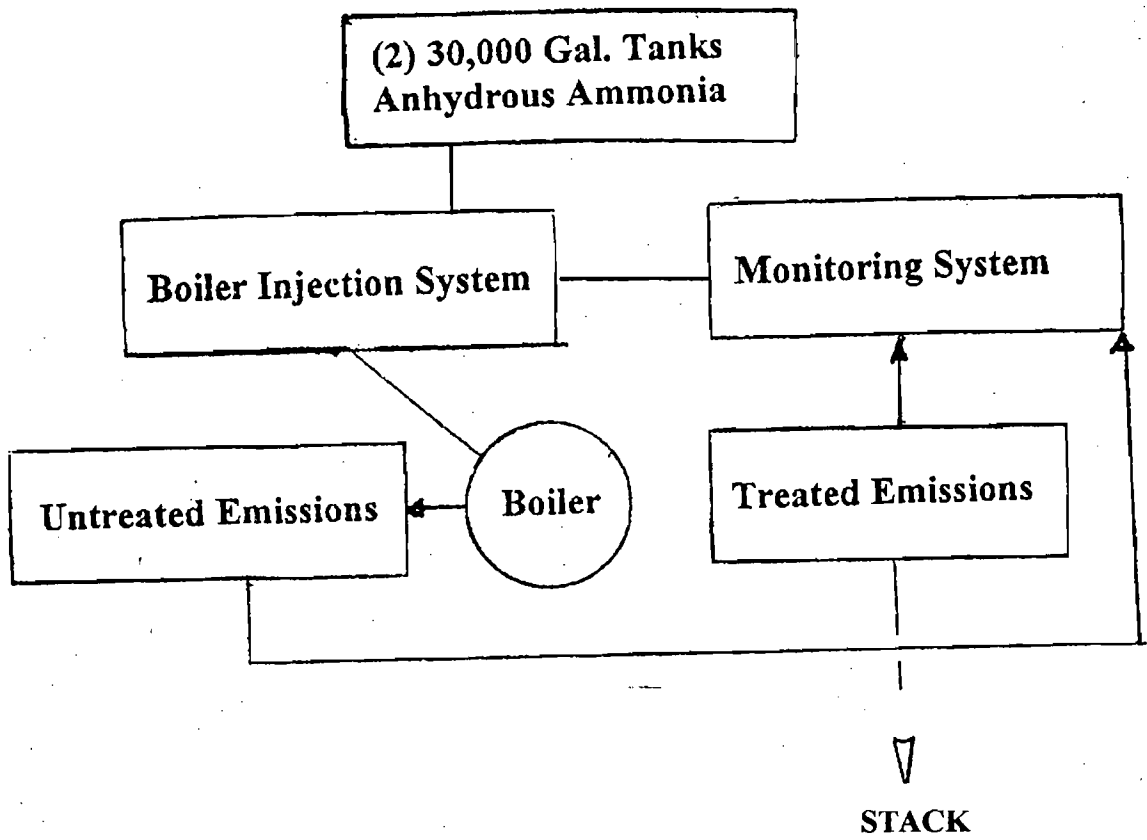 (2) 30,000 Gal. Tanks
Anhydrous Ammonia
Boiler Injection System
Monitoring System
Untreated Emissions
Boiler
Treated Emissions
STACK